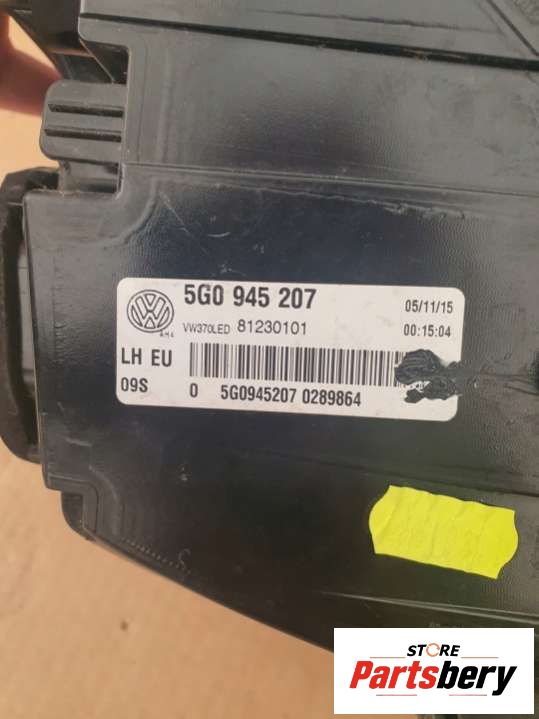 5G0 945 207
05/11/15
VW370LED 81230101
00:15:04
LH EU
09S
0 5G0945207 0289864
STORE
Partsbery